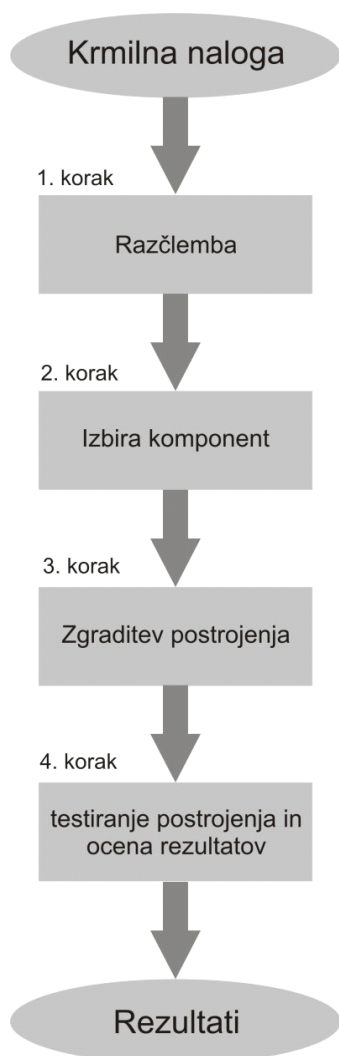 Krmilna naloga
1. korak
Razčlemba
2. korak
Izbira komponent
3. korak
Zgraditev postrojenja
4. korak
testiranje postrojenja in
ocena rezultatov
Rezultati